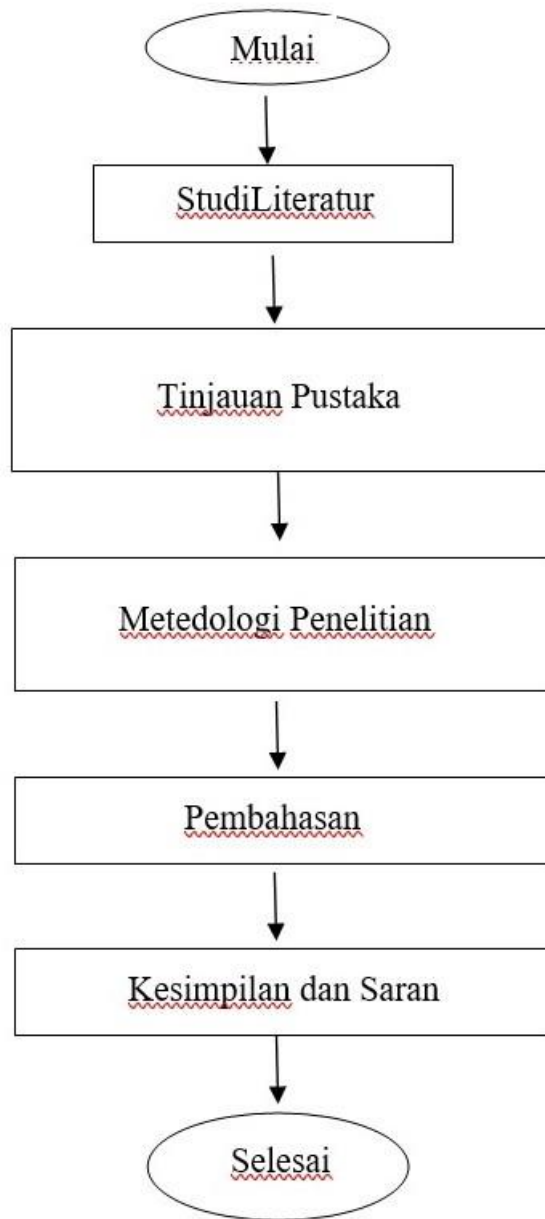 Mulai
StudiLiteratur
Tinjauan Pustaka
Metedologi Penelitian
Pembahasan
Kesimpilan dan Saran
Selesai